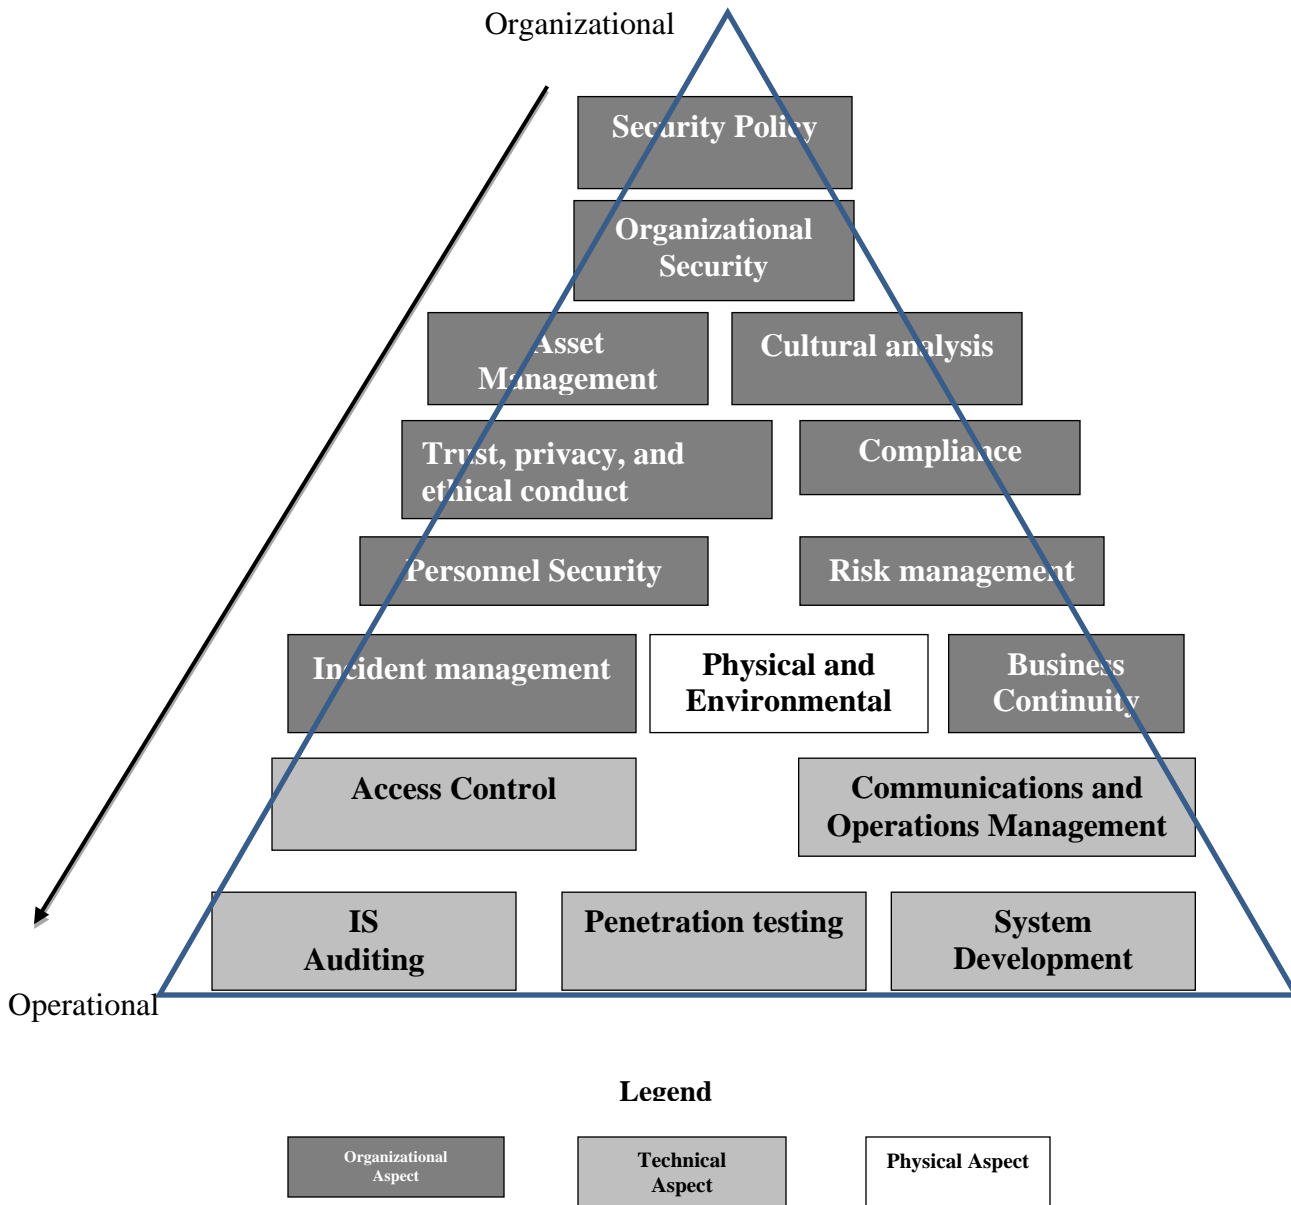 Organizational
Security Policy
Organizational
Security
Asset
Management
Cultural analysis
Trust, privacy, and
ethical conduct
Compliance
Personnel Security
Risk management
Incident management
Physical and
Environmental
Business
Continuity
Access Control
Communications and
Operations Management
IS
Auditing
Penetration testing
System
Development
Operational
Legend
Organizational
Aspect
Technical
Aspect
Physical Aspect